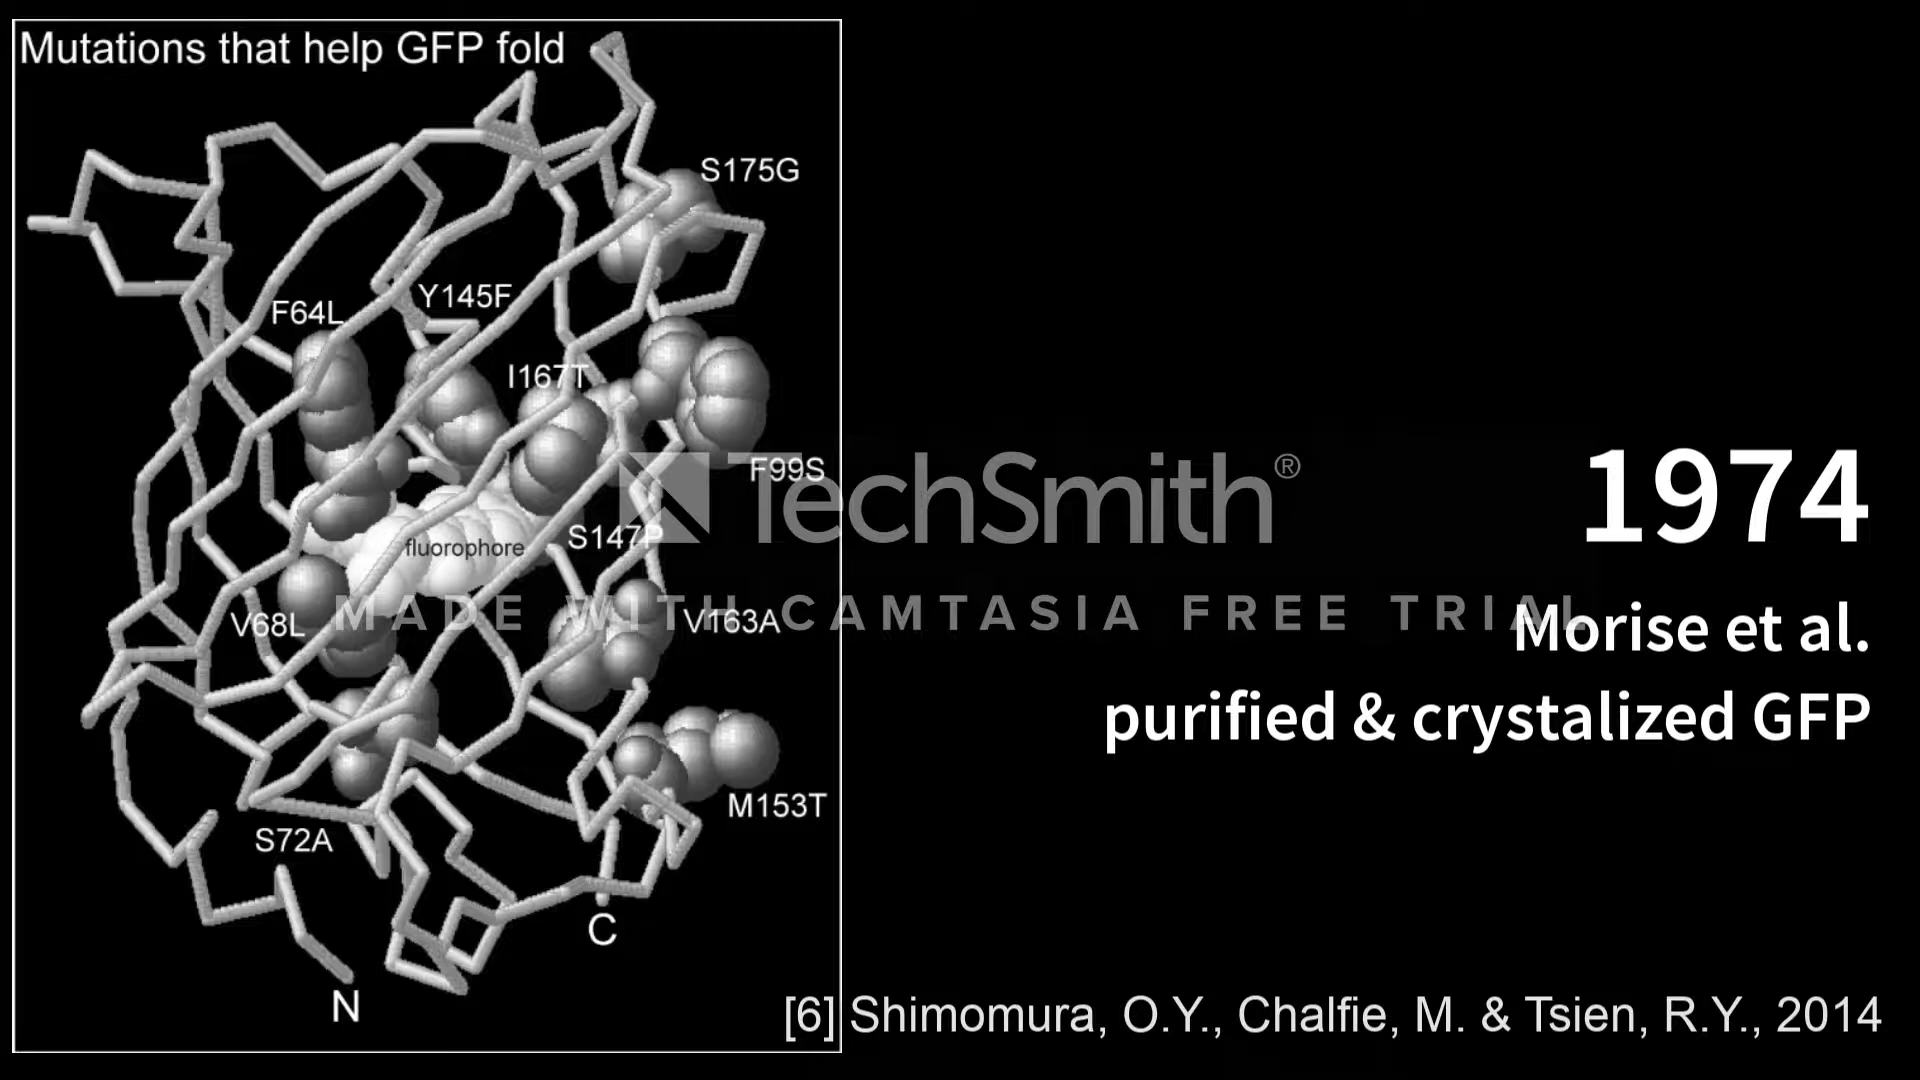 Mutations that help GFP fold
S175G
F64L
Y145F
I167T
F99S
fluorophore
S147P
V68L
V163A
M153T
S72A
C
N
TechSmith®
MADE WITH CAMTASIA FREE TRIAL
1974
Morise et al.
purified & crystalized GFP
[6] Shimomura, O.Y., Chalfie, M. & Tsien, R.Y., 2014